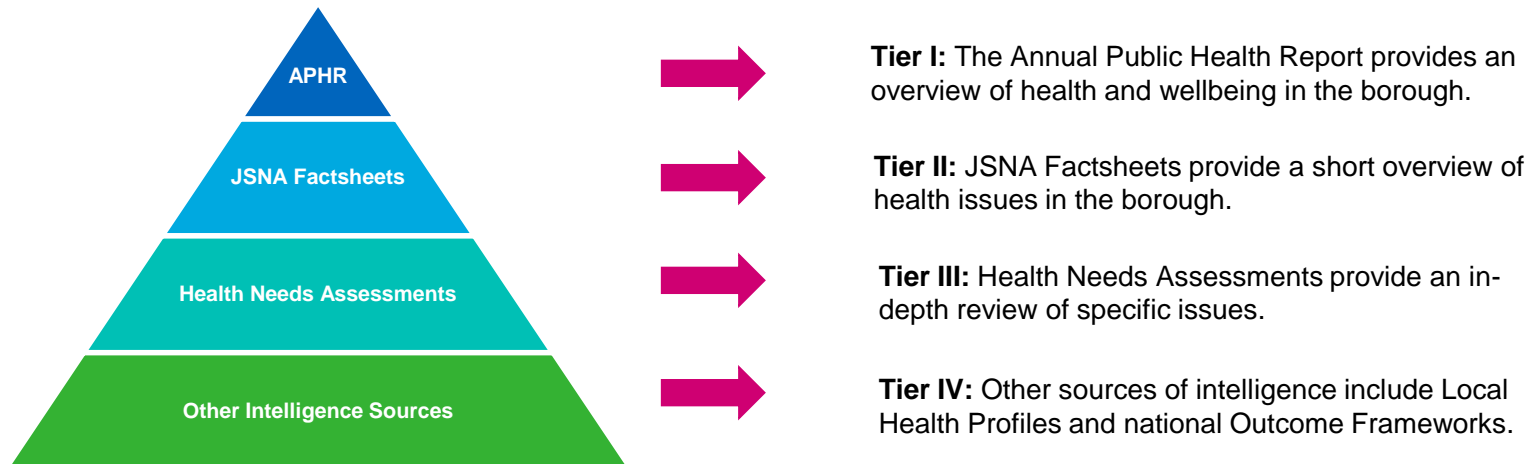 APHR
Tier I: The Annual Public Health Report provides an
overview of health and wellbeing in the borough.
JSNA Factsheets
Tier II: JSNA Factsheets provide a short overview of
health issues in the borough.
Health Needs Assessments
Tier III: Health Needs Assessments provide an in-
depth review of specific issues.
Other Intelligence Sources
Tier IV: Other sources of intelligence include Local
Health Profiles and national Outcome Frameworks.